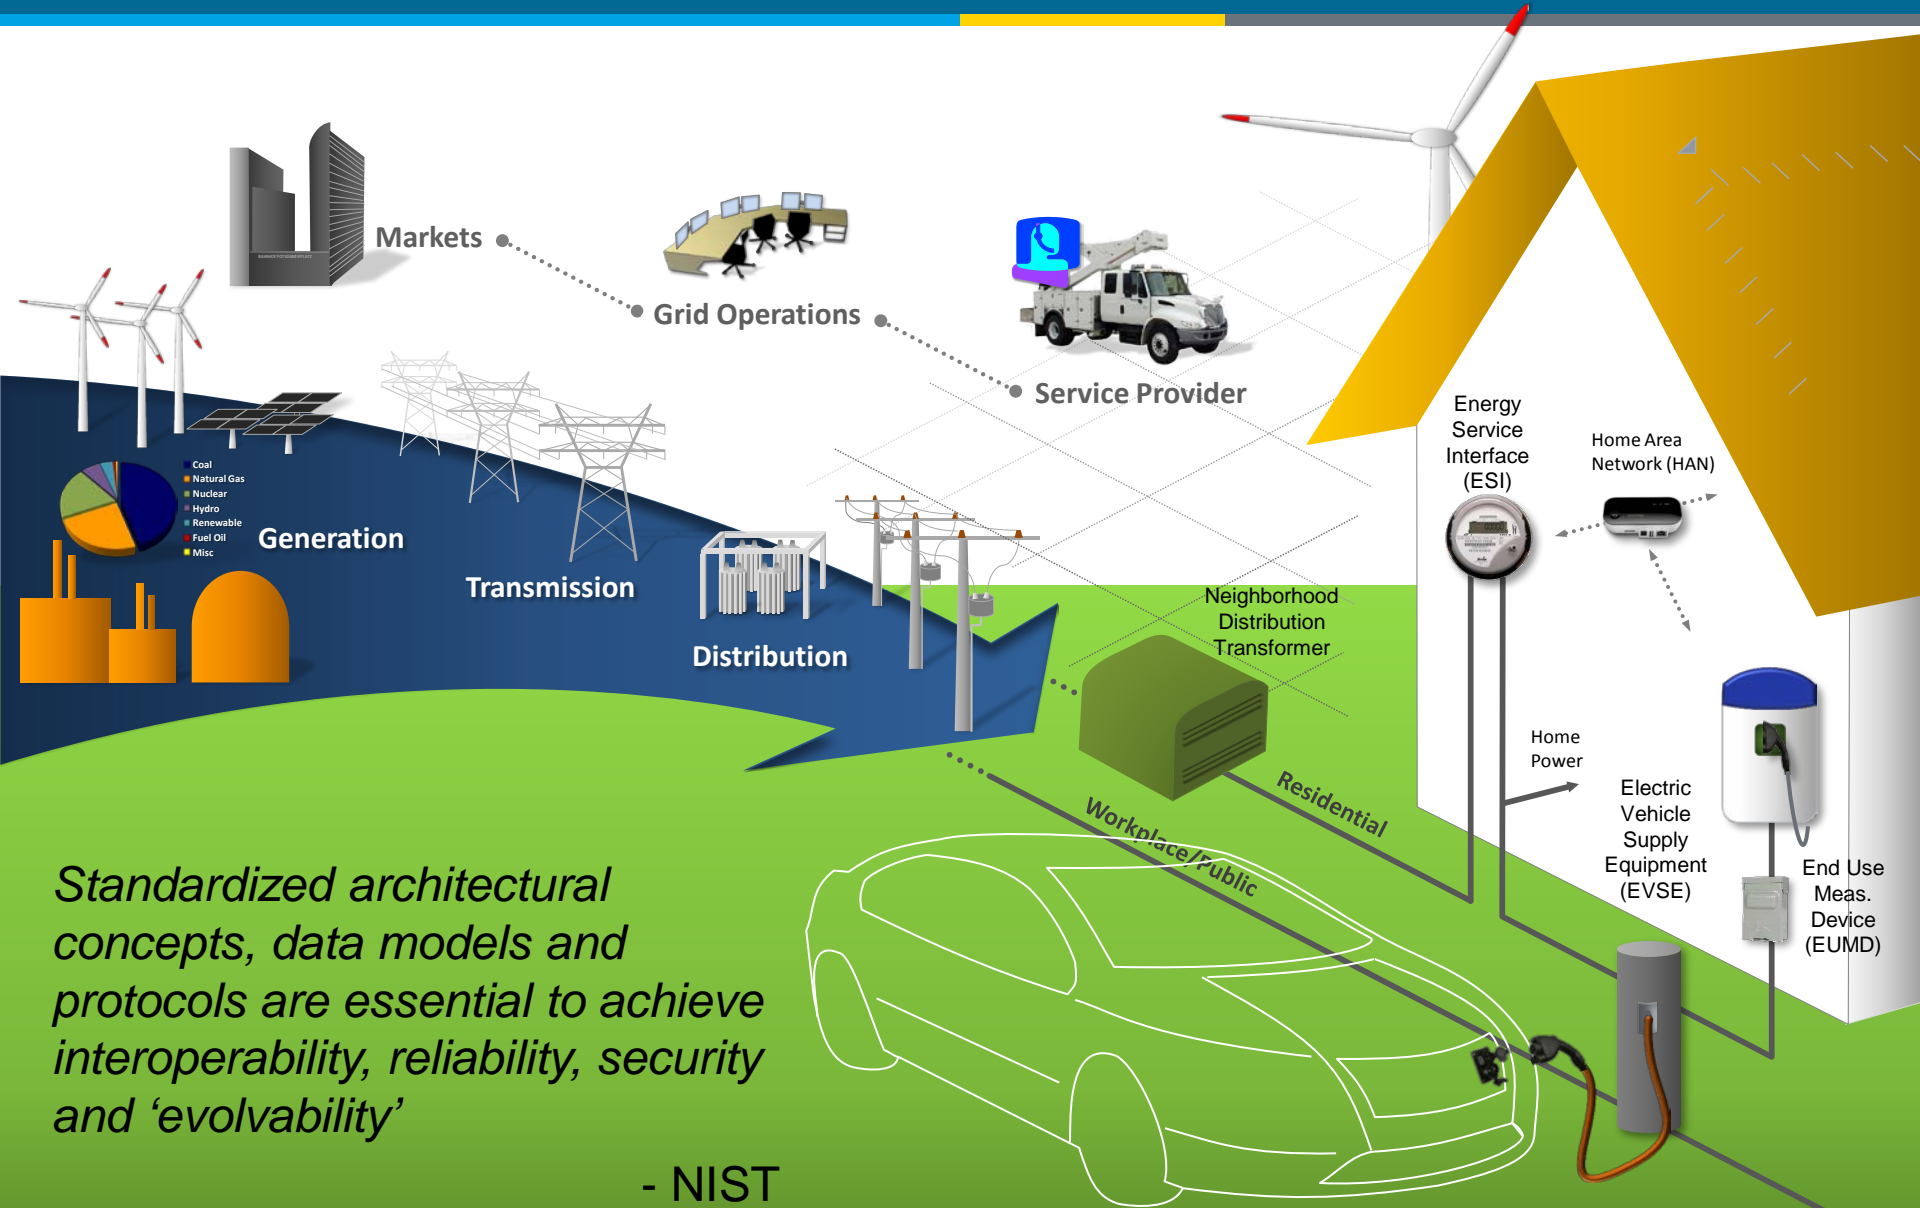 Markets
Grid Operations
Service Provider
Coal
Natural Gas
Nuclear
Hydro
Renewable
Fuel Oil
Misc
Generation
Transmission
Distribution
Neighborhood
Distribution
Transformer
Energy
Service
Interface
(ESI)
Home Area
Network (HAN)
Home
Power
Electric
Vehicle
Supply
Equipment
(EVSE)
End Use
Meas.
Device
(EUMD)
Residential
Workplace/Public
Standardized architectural
concepts, data models and
protocols are essential to achieve
interoperability, reliability, security
and ‘evolvability’
- NIST